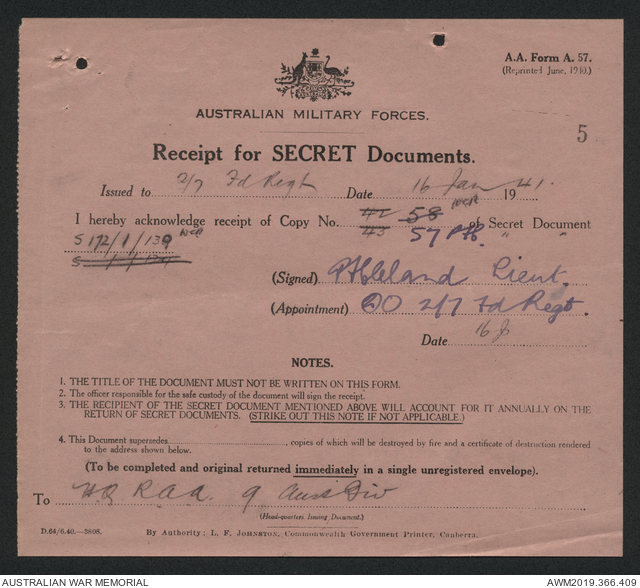 A.A. Form A. 57.
(Reprinted June, 1940.)
AUSTRALIAN MILITARY FORCES.
5
Receipt for SECRET Documents.
Issued to 2/7 Fd Regt Date 16 Jan 1941.
I hereby acknowledge receipt of Copy No. 42 58 WCR of Secret Document
S 172/1/139 WCR 43 57 " "
(Signed) Lieut.
(Appointment) 2/7 Fd Regt.
Date 16 J
NOTES.
1. THE TITLE OF THE DOCUMENT MUST NOT BE WRITTEN ON THIS FORM.
2. The officer responsible for the safe custody of the document will sign the receipt.
3. THE RECIPIENT OF THE SECRET DOCUMENT MENTIONED ABOVE WILL ACCOUNT FOR IT ANNUALLY ON THE
RETURN OF SECRET DOCUMENTS. (STRIKE OUT THIS NOTE IF NOT APPLICABLE.)
4. This Document supersedes..............................., copies of which will be destroyed by fire and a certificate of destruction rendered
to the address shown below.
(To be completed and original returned immediately in a single unregistered envelope).
To H.Q R.A.A. 9 Aust Div
(Headquarters Issuing Document.)
D.64/6.40.—3808. By Authority: L. F. JOHNSTON, Commonwealth Government Printer, Canberra.
AUSTRALIAN WAR MEMORIAL AWM2019.366.409